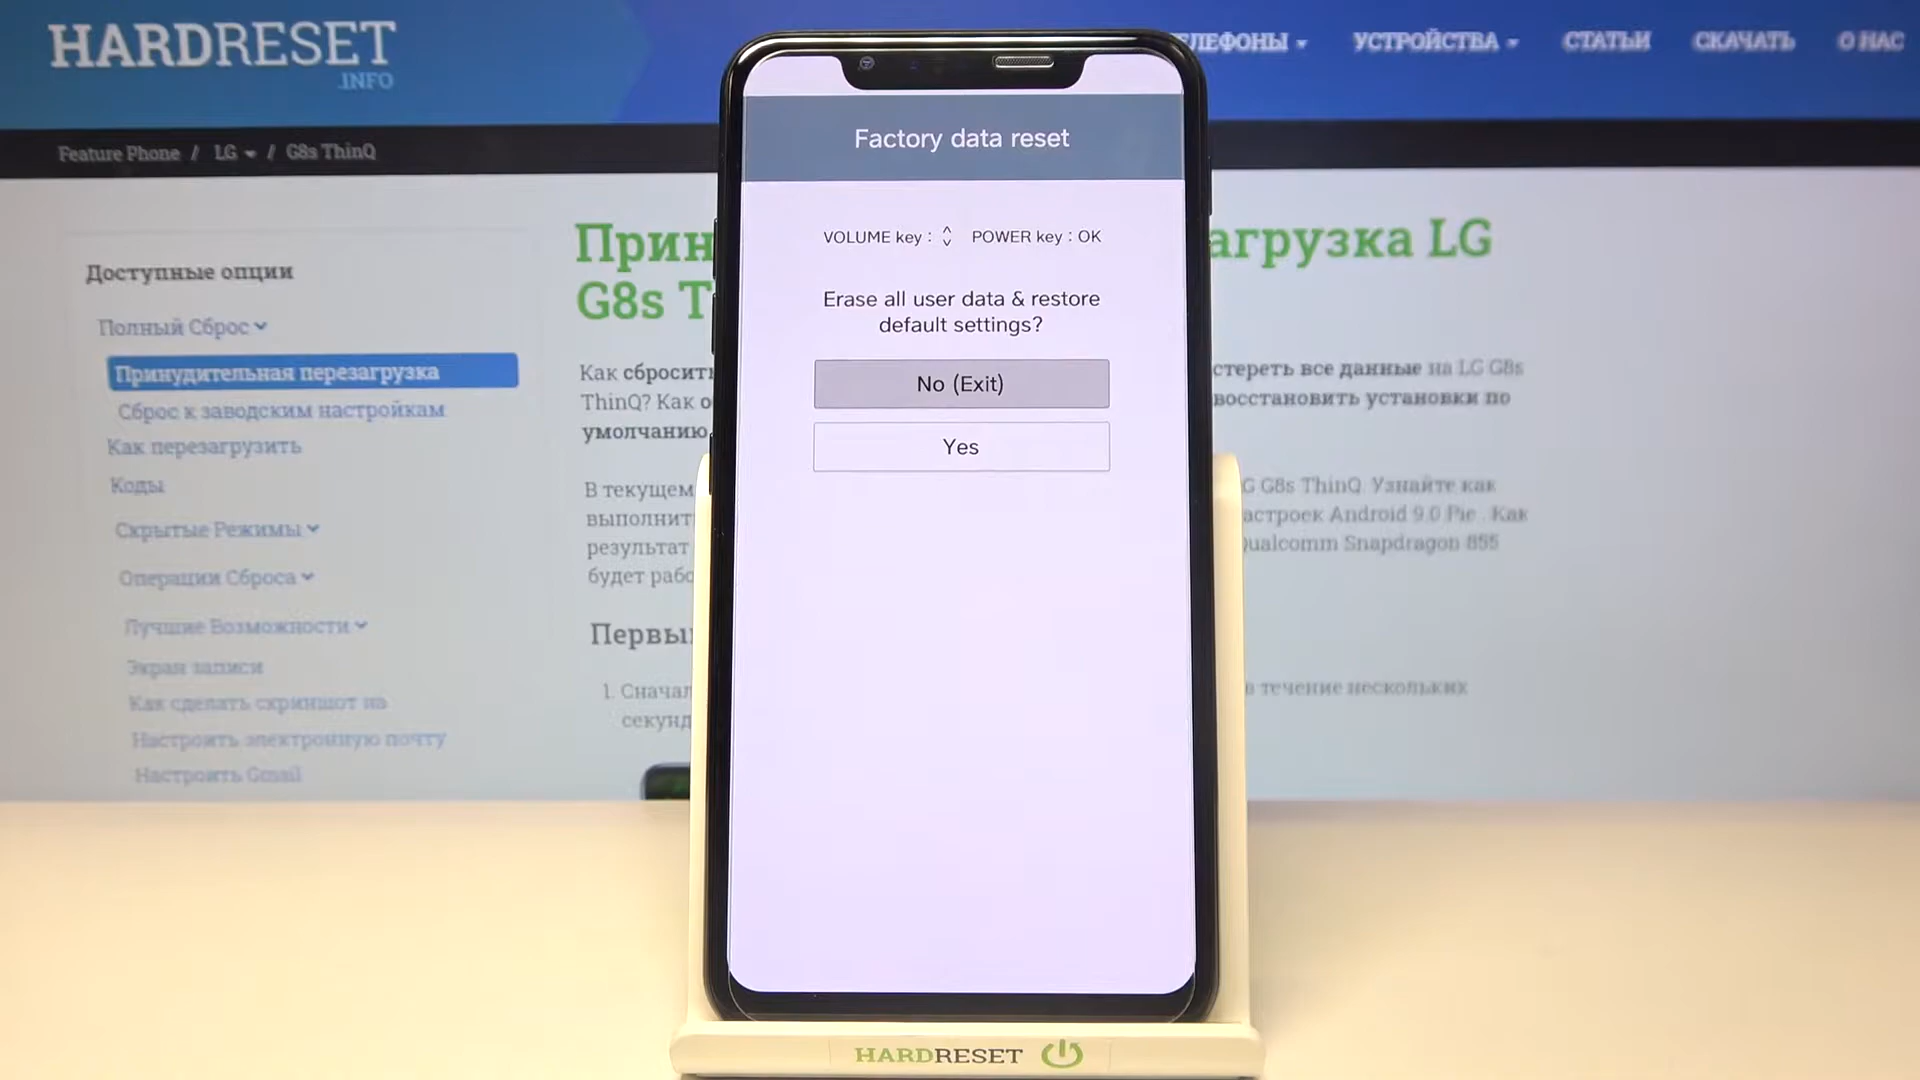 HARDRESET
.INFO
ЕЛЕФОНЫ УСТРОЙСТВА СТАТЬИ СКАЧАТЬ О НАС
Feature Phone / LG / G8s ThinQ
Доступные опции
Полный Сброс
Принудительная перезагрузка
Сброс к заводским настройкам
Как перезагрузить
Коды
Скрытые Режимы
Операции Сброса
Лучшие Возможности
Экран записи
Как сделать скриншот на
Настроить электронную почту
Настроить Gmail
Прин агрузка LG
G8s T
Как сбросить стереть все данные на LG G8s
ThinQ? Как о восстановить установки по
умолчанию
В текущем G G8s ThinQ. Узнайте как
выполнит астроек Android 9.0 Pie . Как
результат Qualcomm Snapdragon 855
будет рабо
Первы
1. Сначал в течение нескольких
секунд
Factory data reset
VOLUME key : POWER key : OK
Erase all user data & restore
default settings?
No (Exit)
Yes
HARDRESET